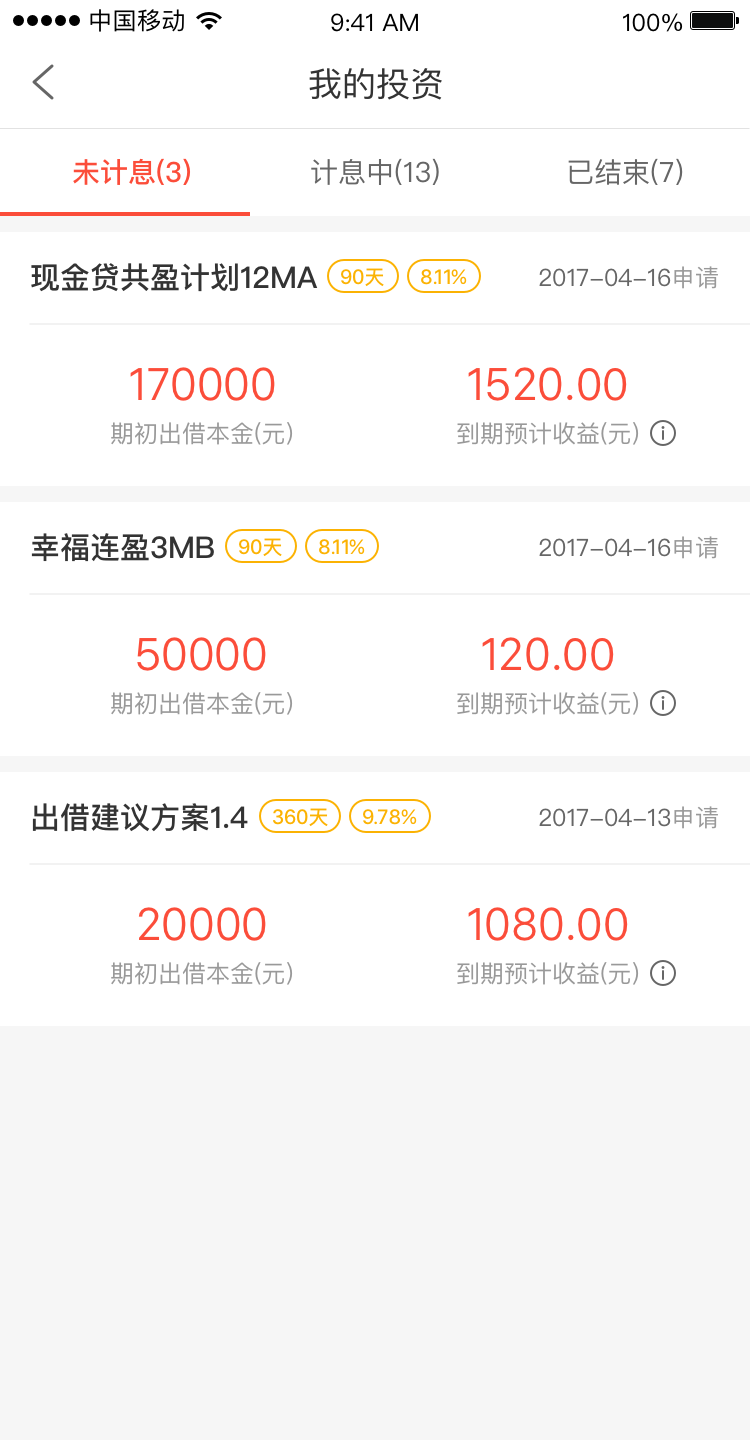 中国移动 9:41 AM 100%
我的投资
未计息(3) 计息中(13) 已结束(7)
现金贷共盈计划12MA 90天 8.11% 2017-04-16申请
170000 1520.00
期初出借本金(元) 到期预计收益(元)
幸福连盈3MB 90天 8.11% 2017-04-16申请
50000 120.00
期初出借本金(元) 到期预计收益(元)
出借建议方案1.4 360天 9.78% 2017-04-13申请
20000 1080.00
期初出借本金(元) 到期预计收益(元)